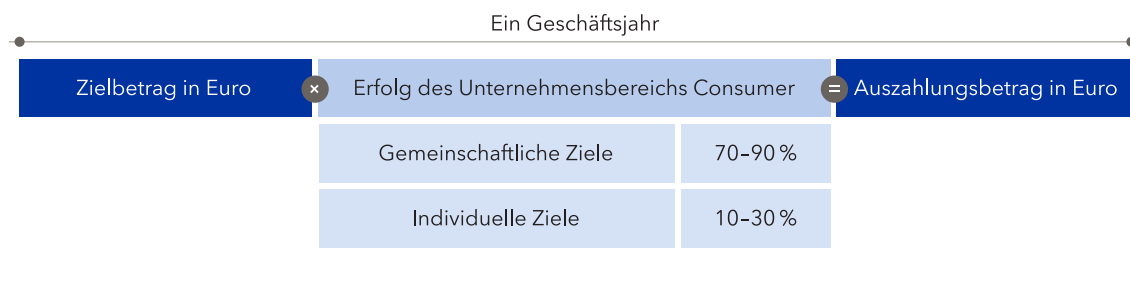 Ein Geschäftsjahr
Zielbetrag in Euro × Erfolg des Unternehmensbereichs Consumer = Auszahlungsbetrag in Euro
Gemeinschaftliche Ziele 70–90 %
Individuelle Ziele 10–30 %